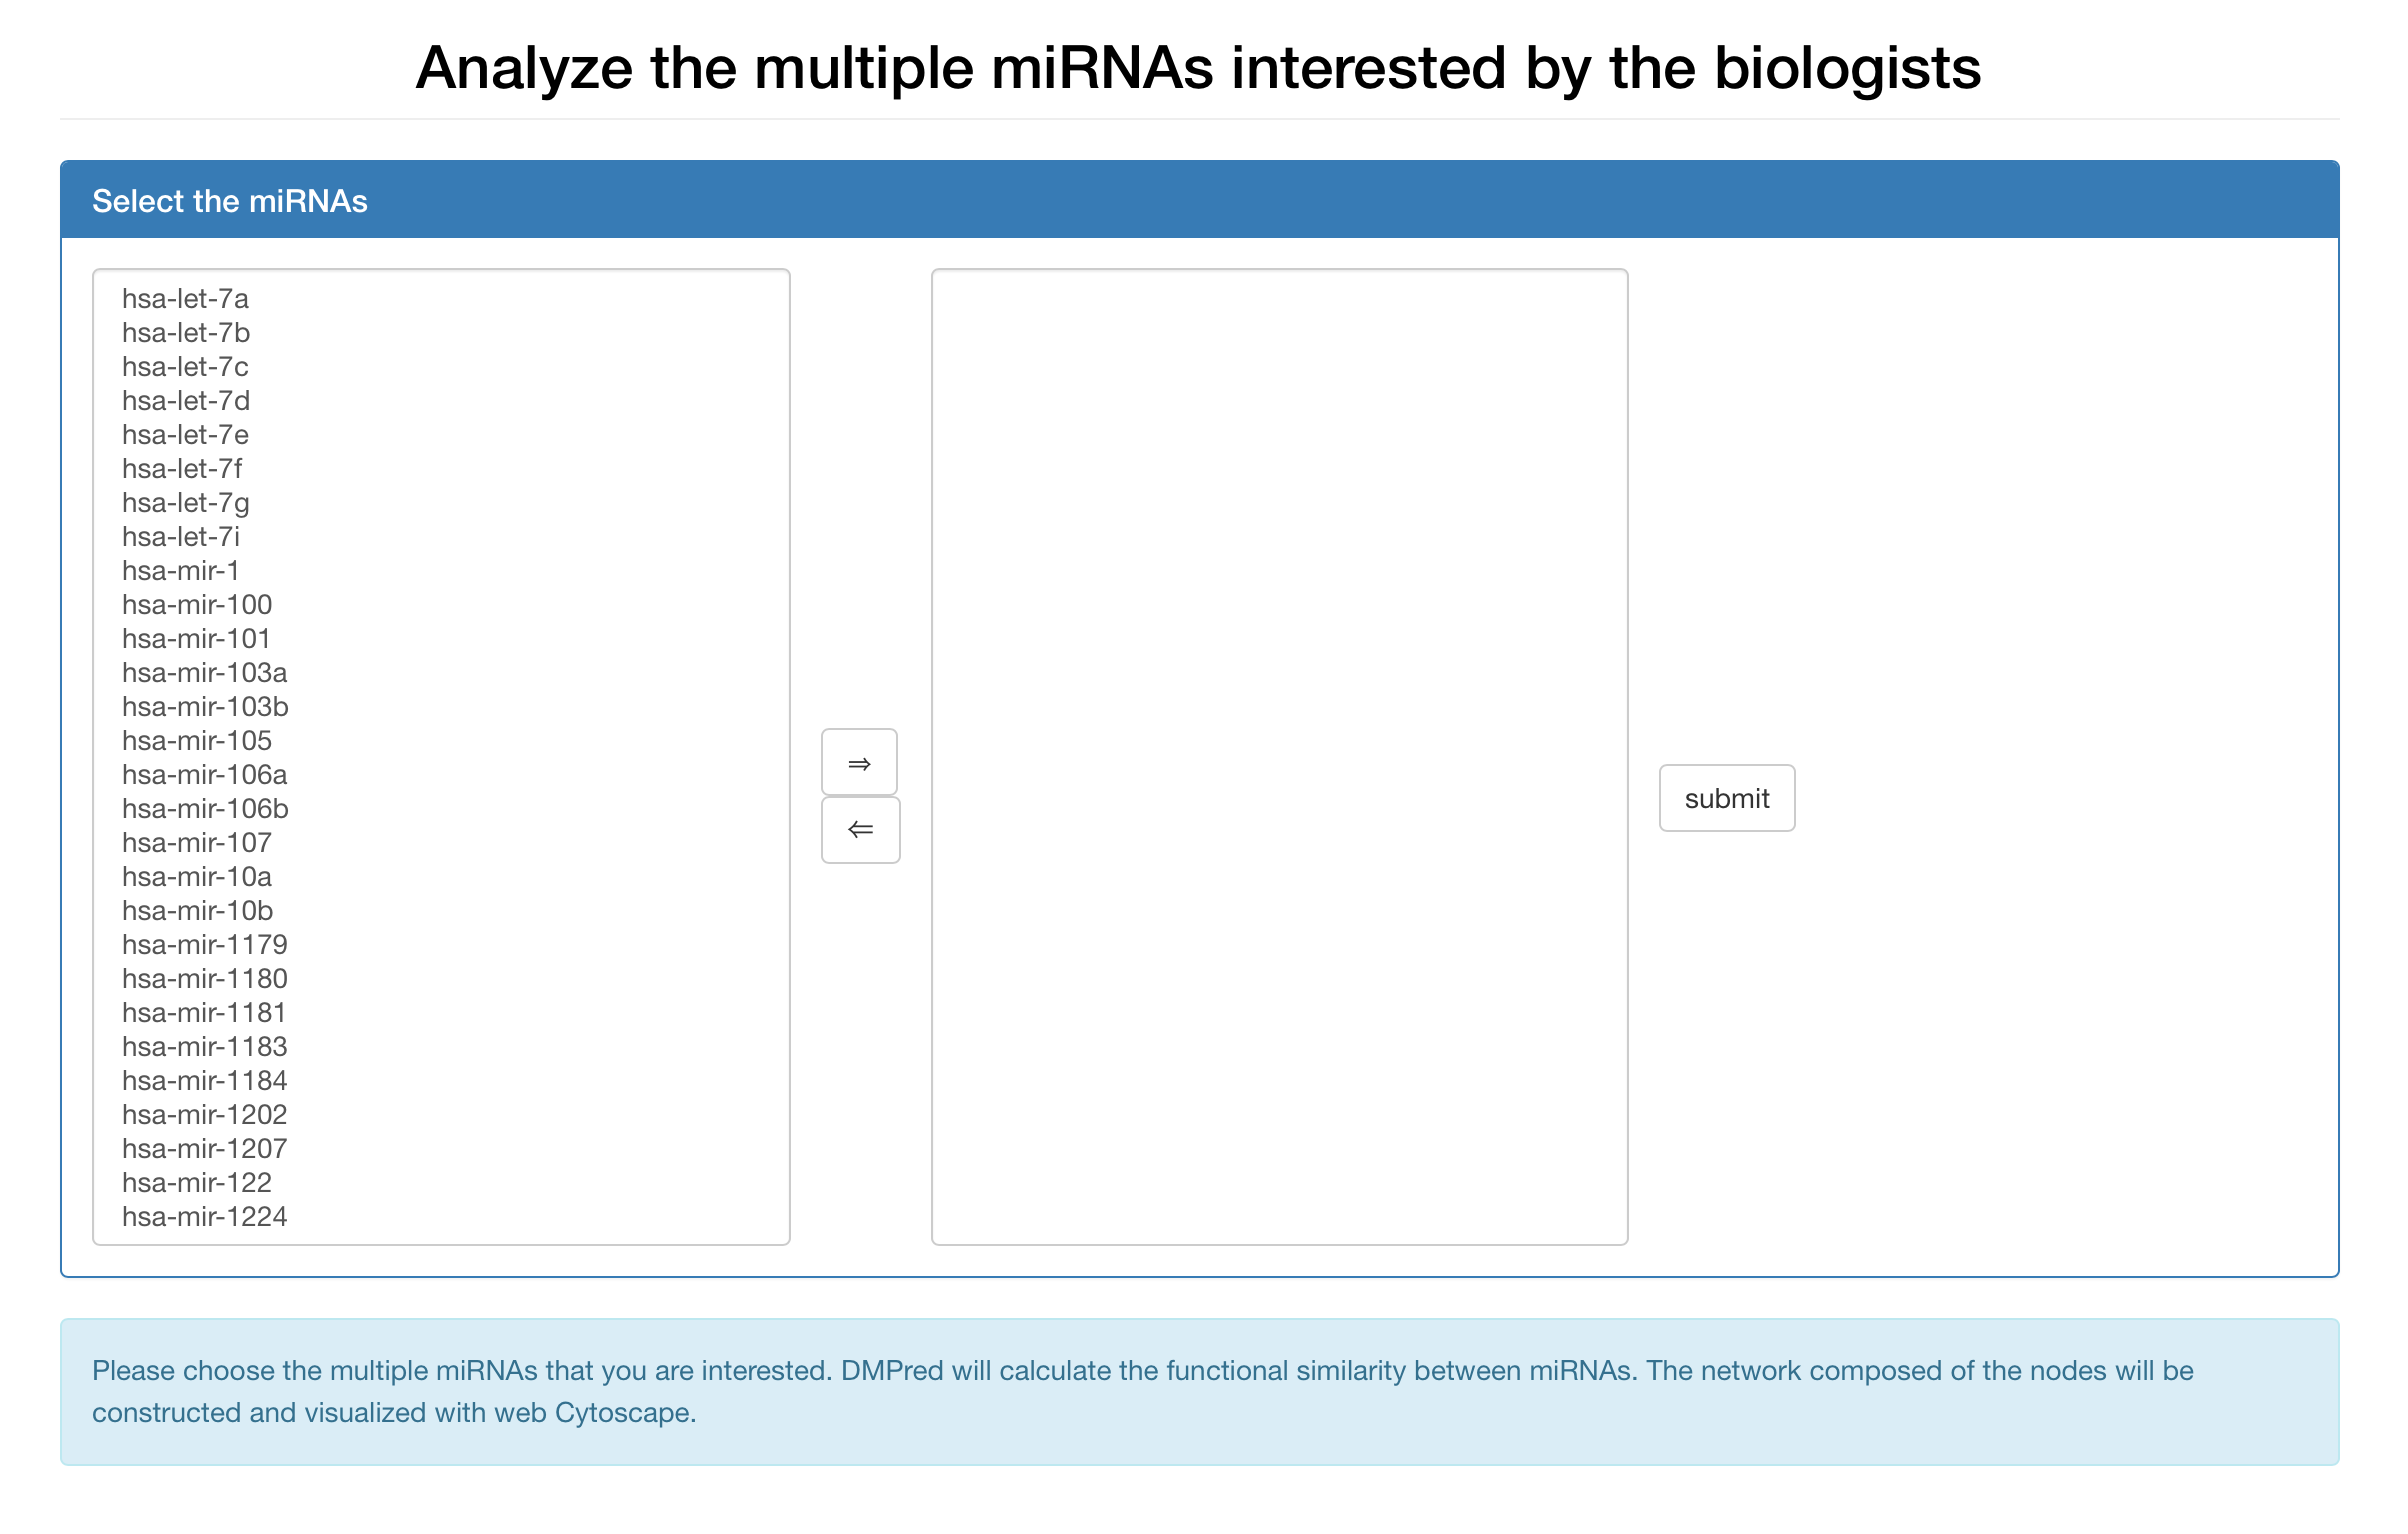 Analyze the multiple miRNAs interested by the biologists
Select the miRNAs
hsa-let-7a
hsa-let-7b
hsa-let-7c
hsa-let-7d
hsa-let-7e
hsa-let-7f
hsa-let-7g
hsa-let-7i
hsa-mir-1
hsa-mir-100
hsa-mir-101
hsa-mir-103a
hsa-mir-103b
hsa-mir-105
hsa-mir-106a
hsa-mir-106b
hsa-mir-107
hsa-mir-10a
hsa-mir-10b
hsa-mir-1179
hsa-mir-1180
hsa-mir-1181
hsa-mir-1183
hsa-mir-1184
hsa-mir-1202
hsa-mir-1207
hsa-mir-122
hsa-mir-1224
⇒
⇐
submit
Please choose the multiple miRNAs that you are interested. DMPred will calculate the functional similarity between miRNAs. The network composed of the nodes will be
constructed and visualized with web Cytoscape.